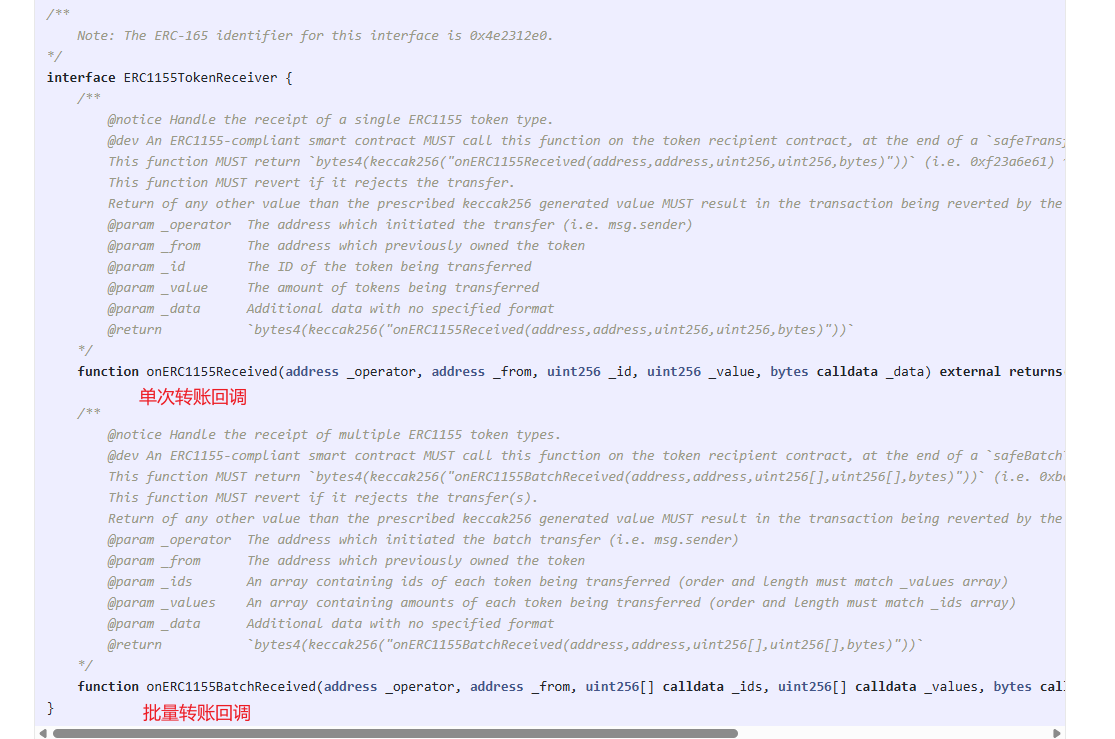 /**
Note: The ERC-165 identifier for this interface is 0x4e2312e0.
*/
interface ERC1155TokenReceiver {
/**
@notice Handle the receipt of a single ERC1155 token type.
@dev An ERC1155-compliant smart contract MUST call this function on the token recipient contract, at the end of a `safeTransf
This function MUST return `bytes4(keccak256("onERC1155Received(address,address,uint256,uint256,bytes)"))` (i.e. 0xf23a6e61)
This function MUST revert if it rejects the transfer.
Return of any other value than the prescribed keccak256 generated value MUST result in the transaction being reverted by the
@param _operator  The address which initiated the transfer (i.e. msg.sender)
@param _from      The address which previously owned the token
@param _id        The ID of the token being transferred
@param _value     The amount of tokens being transferred
@param _data      Additional data with no specified format
@return           `bytes4(keccak256("onERC1155Received(address,address,uint256,uint256,bytes)"))`
*/
function onERC1155Received(address _operator, address _from, uint256 _id, uint256 _value, bytes calldata _data) external returns
单次转账回调
/**
@notice Handle the receipt of multiple ERC1155 token types.
@dev An ERC1155-compliant smart contract MUST call this function on the token recipient contract, at the end of a `safeBatch
This function MUST return `bytes4(keccak256("onERC1155BatchReceived(address,address,uint256[],uint256[],bytes)"))` (i.e. 0xb
This function MUST revert if it rejects the transfer(s).
Return of any other value than the prescribed keccak256 generated value MUST result in the transaction being reverted by the
@param _operator  The address which initiated the batch transfer (i.e. msg.sender)
@param _from      The address which previously owned the token
@param _ids       An array containing ids of each token being transferred (order and length must match _values array)
@param _values    An array containing amounts of each token being transferred (order and length must match _ids array)
@param _data      Additional data with no specified format
@return           `bytes4(keccak256("onERC1155BatchReceived(address,address,uint256[],uint256[],bytes)"))`
*/
function onERC1155BatchReceived(address _operator, address _from, uint256[] calldata _ids, uint256[] calldata _values, bytes cal
}
批量转账回调